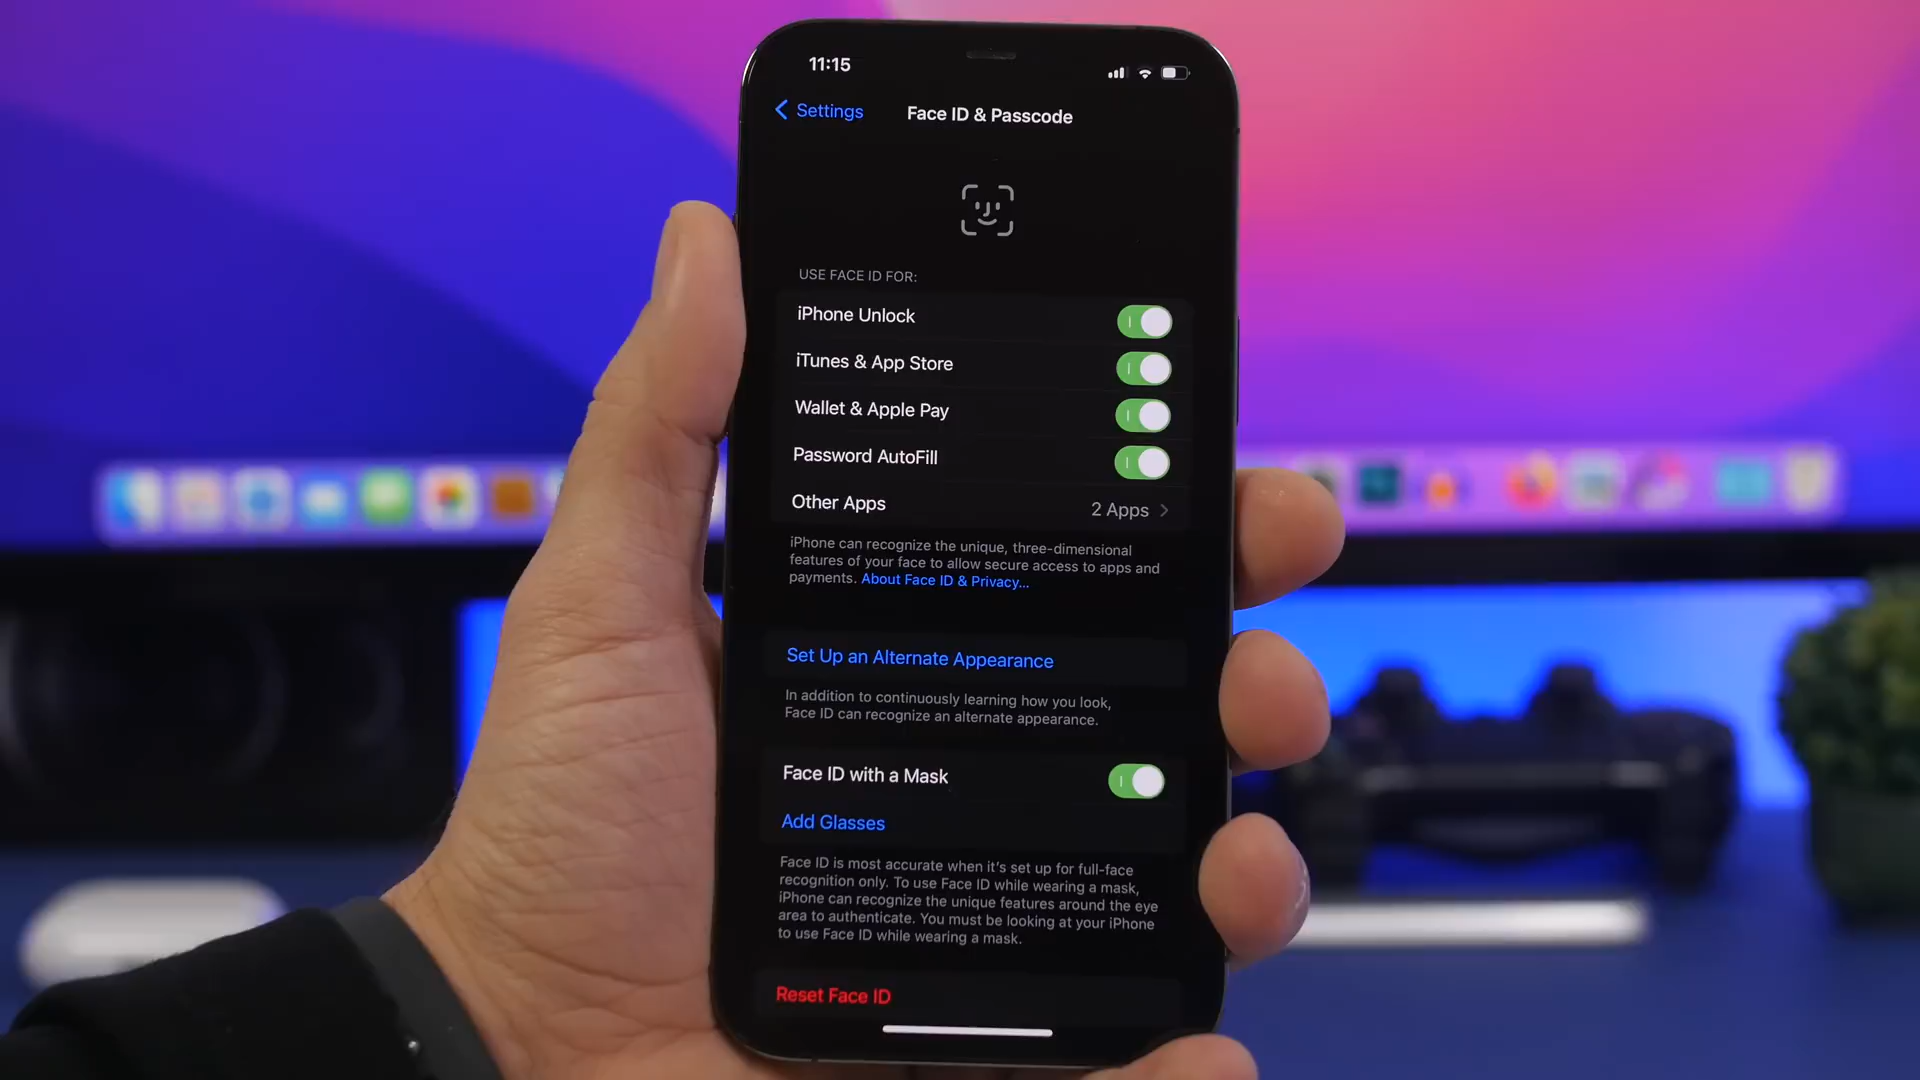 11:15
Settings
Face ID & Passcode
USE FACE ID FOR:
iPhone Unlock
iTunes & App Store
Wallet & Apple Pay
Password AutoFill
Other Apps
2 Apps
iPhone can recognize the unique, three-dimensional
features of your face to allow secure access to apps and
payments. About Face ID & Privacy...
Set Up an Alternate Appearance
In addition to continuously learning how you look,
Face ID can recognize an alternate appearance.
Face ID with a Mask
Add Glasses
Face ID is most accurate when it's set up for full-face
recognition only. To use Face ID while wearing a mask,
iPhone can recognize the unique features around the eye
area to authenticate. You must be looking at your iPhone
to use Face ID while wearing a mask.
Reset Face ID